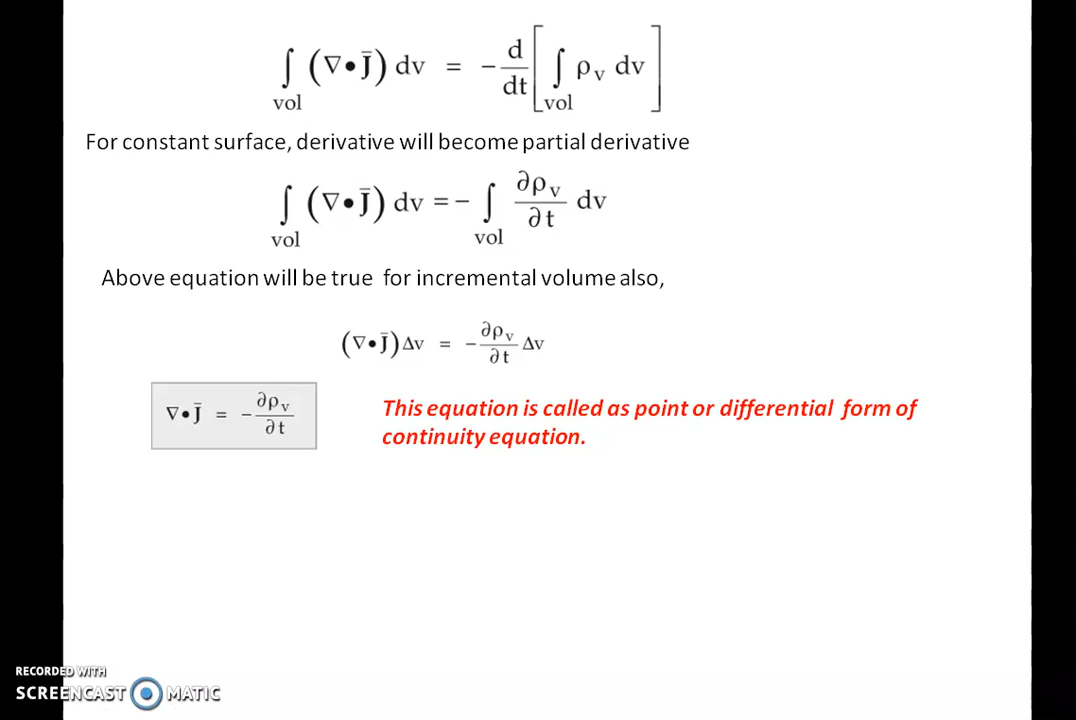 ∫vol (∇•J̄) dv = −d/dt [∫vol ρv dv]
For constant surface, derivative will become partial derivative
∫vol (∇•J̄) dv = − ∫vol ∂ρv/∂t dv
Above equation will be true for incremental volume also,
(∇•J̄) Δv = −∂ρv/∂t Δv
∇•J̄ = −∂ρv/∂t
This equation is called as point or differential form of
continuity equation.
RECORDED WITH
SCREENCAST MATIC